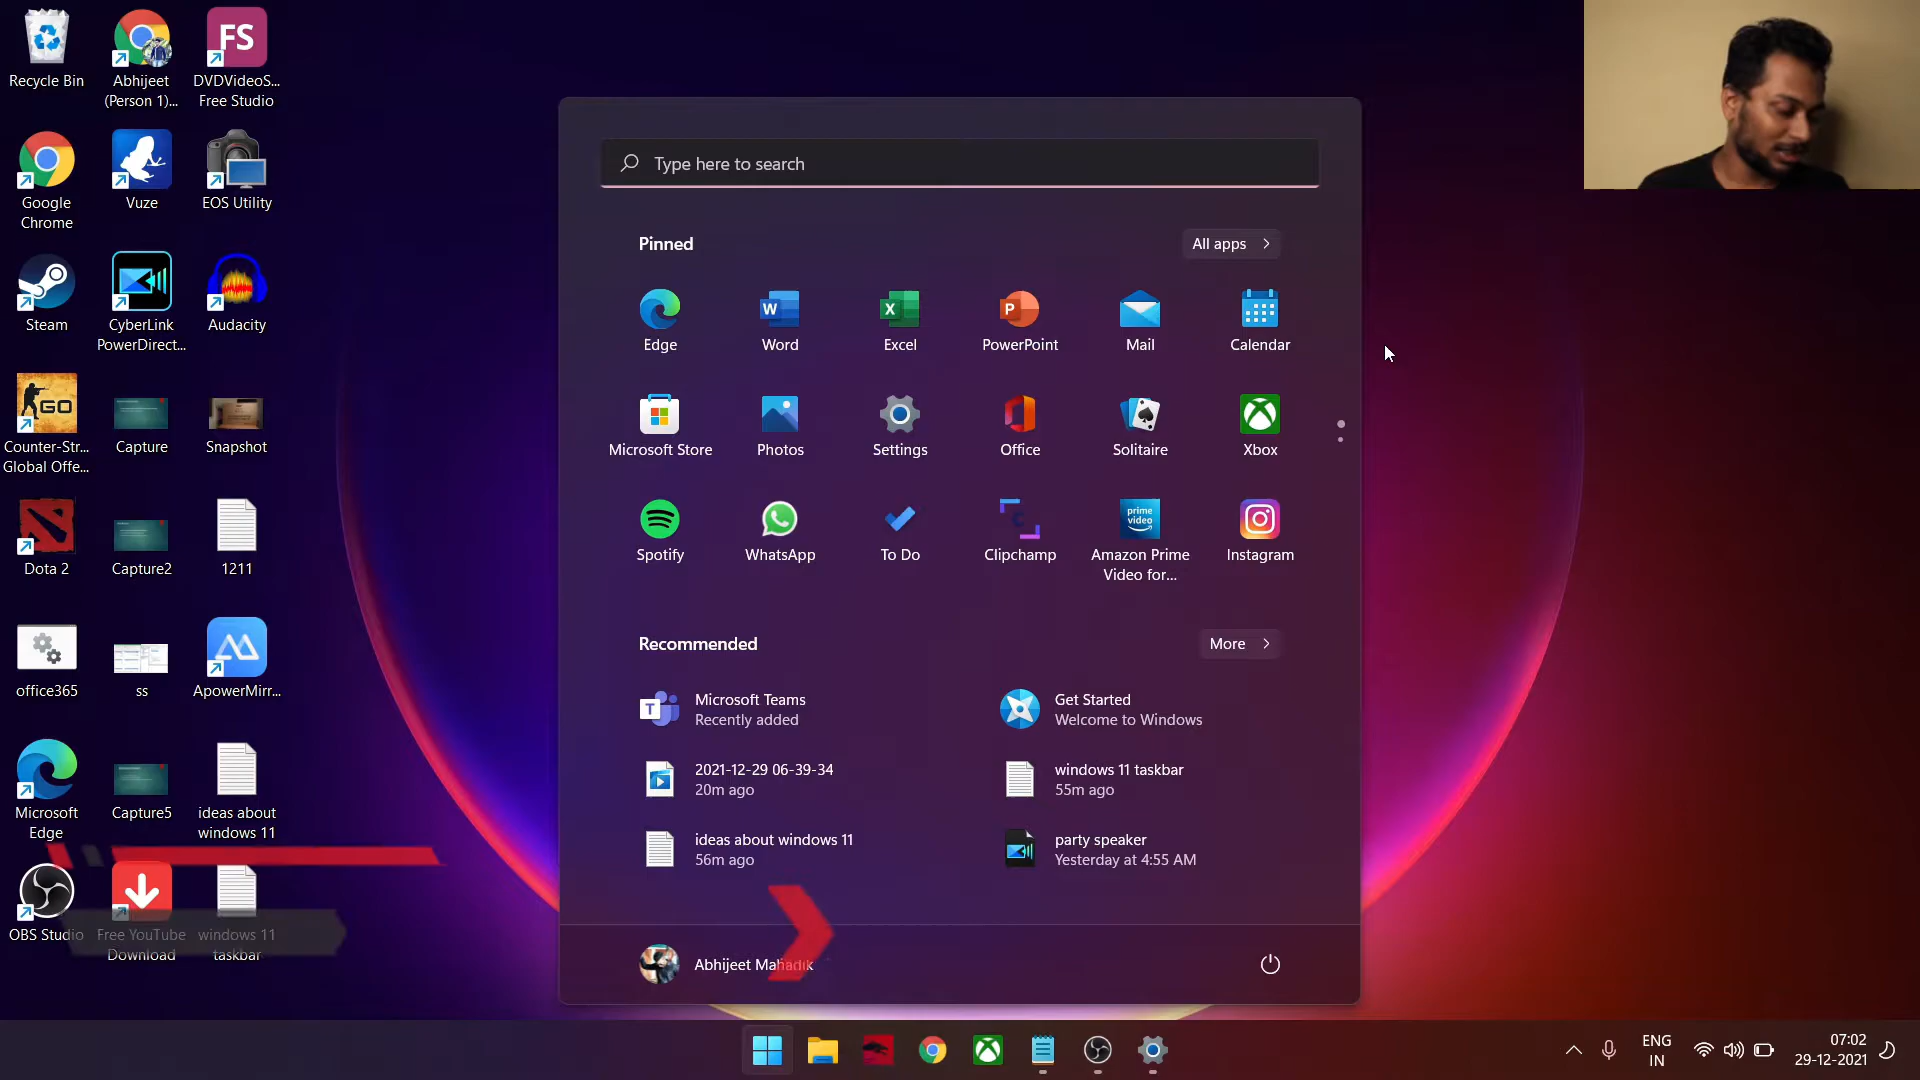 Recycle Bin
Abhijeet
(Person 1)...
FS
DVDVideoS...
Free Studio
Google
Chrome
Vuze
EOS Utility
Steam
CyberLink
PowerDirect...
Audacity
GO
Counter-Str...
Global Offe...
Capture
Snapshot
Dota 2
Capture2
1211
office365
ss
ApowerMirr...
Microsoft
Edge
Capture5
ideas about
windows 11
OBS Studio
Free YouTube
Download
windows 11
taskbar
Type here to search
Pinned
All apps
Edge
W
Word
X
Excel
P
PowerPoint
Mail
Calendar
Microsoft Store
Photos
Settings
Office
Solitaire
Xbox
Spotify
WhatsApp
To Do
C
Clipchamp
prime
video
Amazon Prime
Video for...
Instagram
Recommended
More
T
Microsoft Teams
Recently added
Get Started
Welcome to Windows
2021-12-29 06-39-34
20m ago
windows 11 taskbar
55m ago
ideas about windows 11
56m ago
party speaker
Yesterday at 4:55 AM
Abhijeet Mahadik
ENG
IN
07:02
29-12-2021